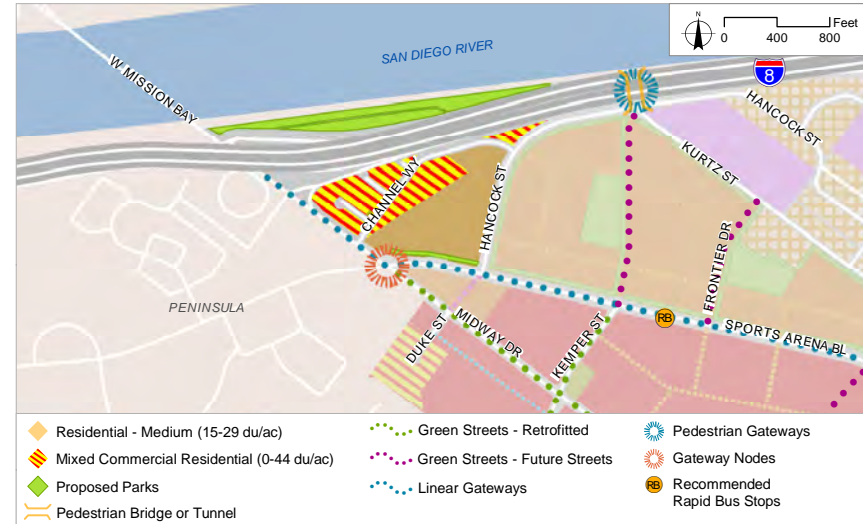 N
Feet
0 400 800
SAN DIEGO RIVER
W MISSION BAY
8
HANCOCK ST
KURTZ ST
CHANNEL WY
HANCOCK ST
FRONTIER DR
PENINSULA
RB
DUKE ST
MIDWAY DR
KEMPER ST
SPORTS ARENA BL
Residential - Medium (15-29 du/ac)
Mixed Commercial Residential (0-44 du/ac)
Proposed Parks
Pedestrian Bridge or Tunnel
Green Streets - Retrofitted
Green Streets - Future Streets
Linear Gateways
Pedestrian Gateways
Gateway Nodes
RB
Recommended
Rapid Bus Stops